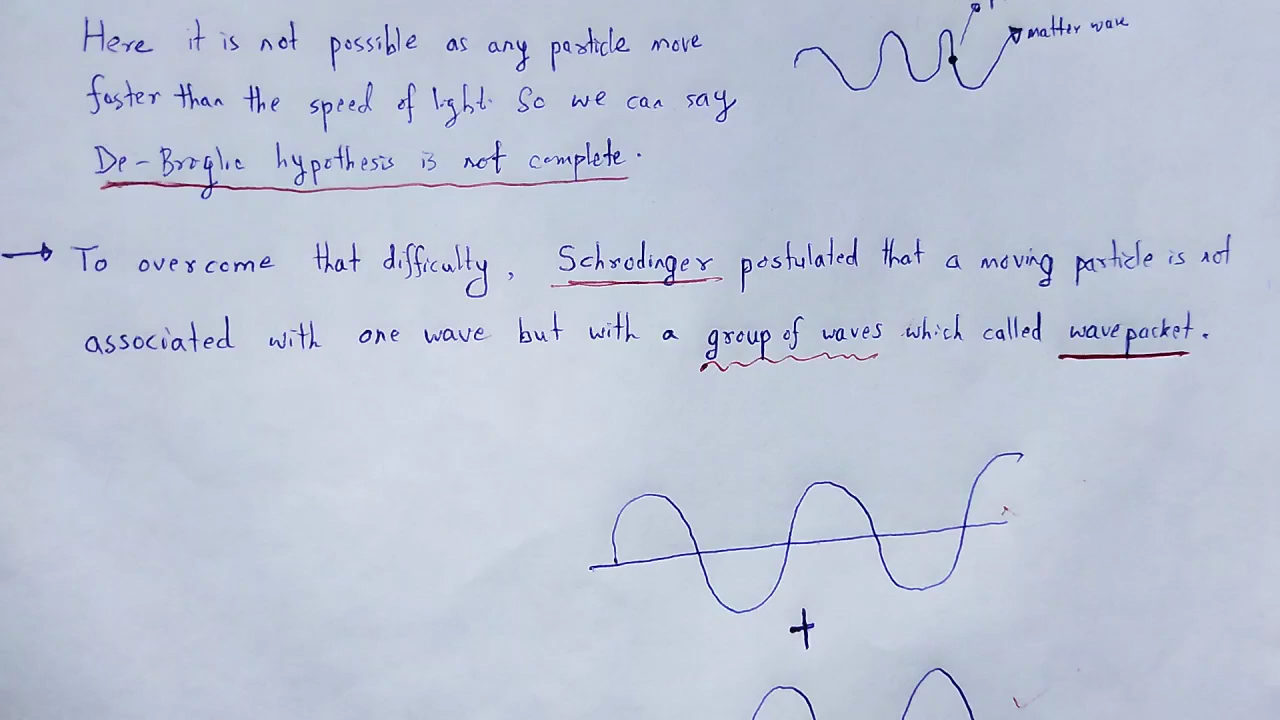 Here it is not possible as any particle move
matter wave
faster than the speed of light. So we can say
De-Broglie hypothesis is not complete.
To overcome that difficulty, Schrodinger postulated that a moving particle is not
associated with one wave but with a group of waves which called wavepacket.
+